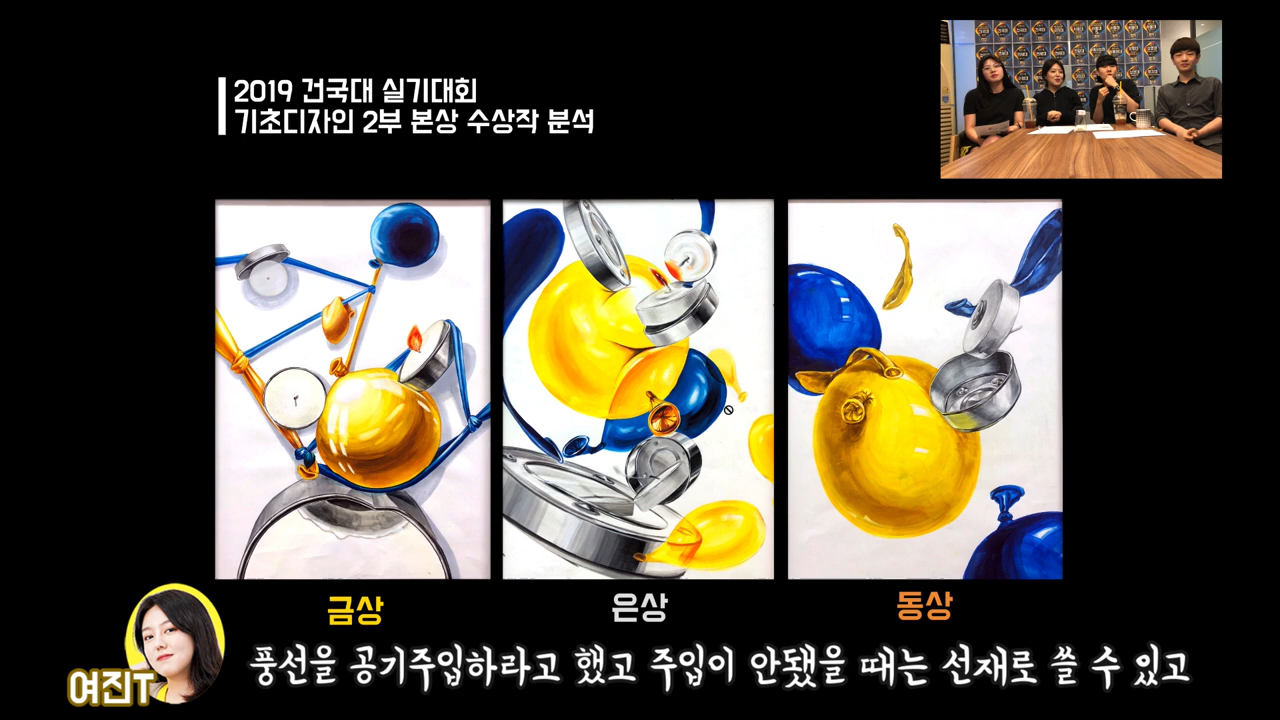 2019 건국대 실기대회
기초디자인 2부 본상 수상작 분석
금상
은상
동상
여진T
풍선을 공기주입하라고 했고 주입이 안됐을 때는 선재로 쓸 수 있고